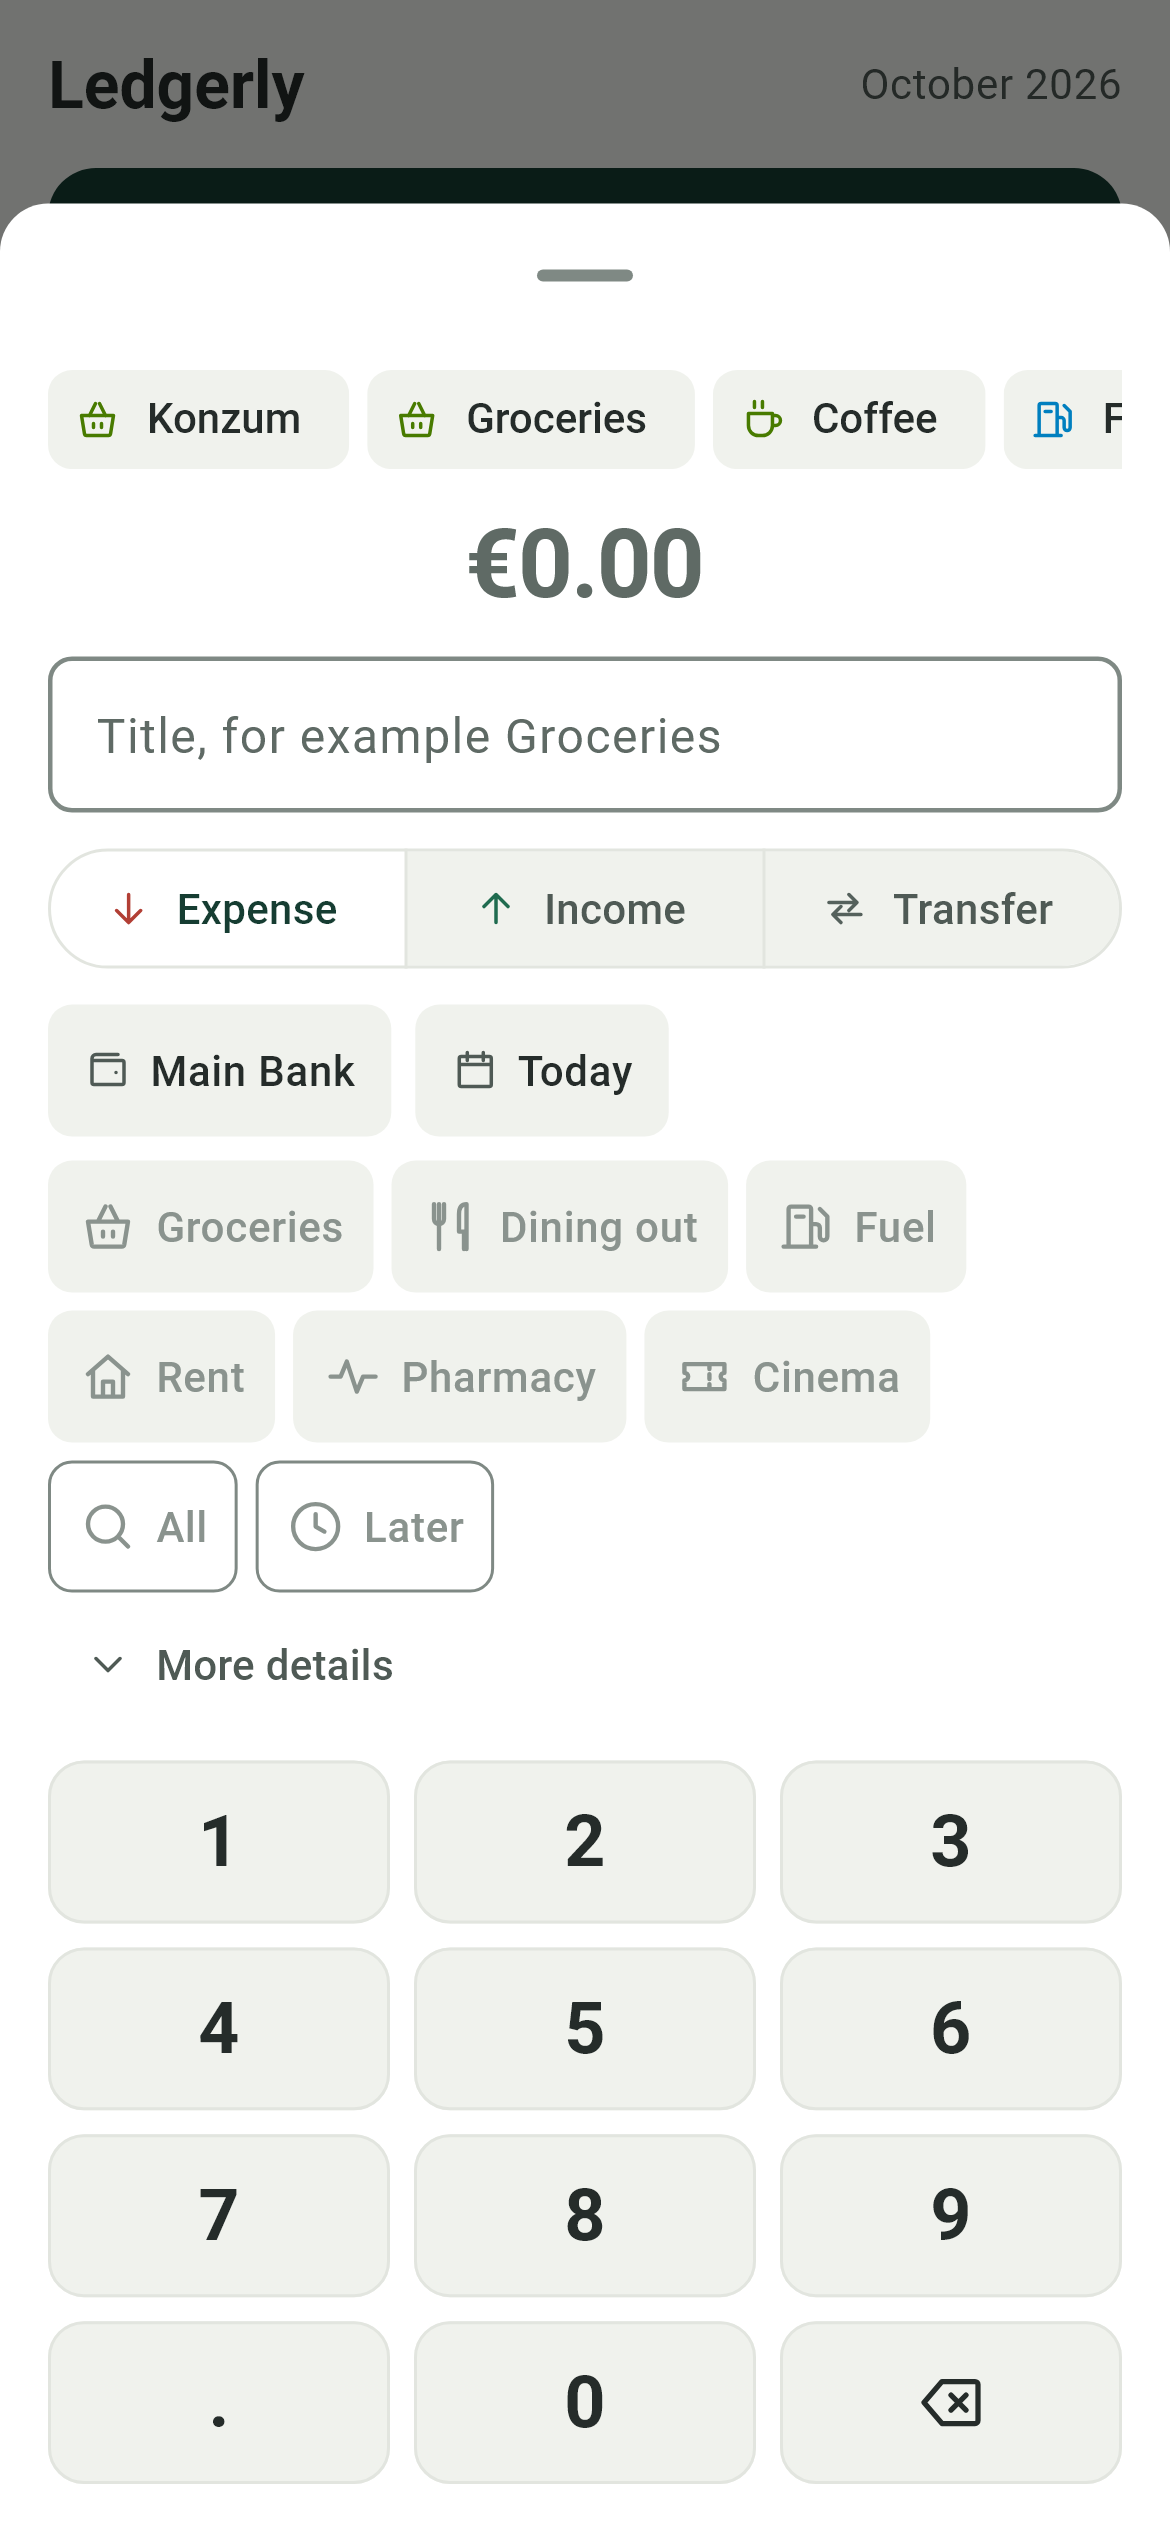 Ledgerly
October 2026
Konzum
Groceries
Coffee
€0.00
Title, for example Groceries
Expense
Income
Transfer
Main Bank
Today
Groceries
Dining out
Fuel
Rent
Pharmacy
Cinema
All
Later
More details
1
2
3
4
5
6
7
8
9
.
0